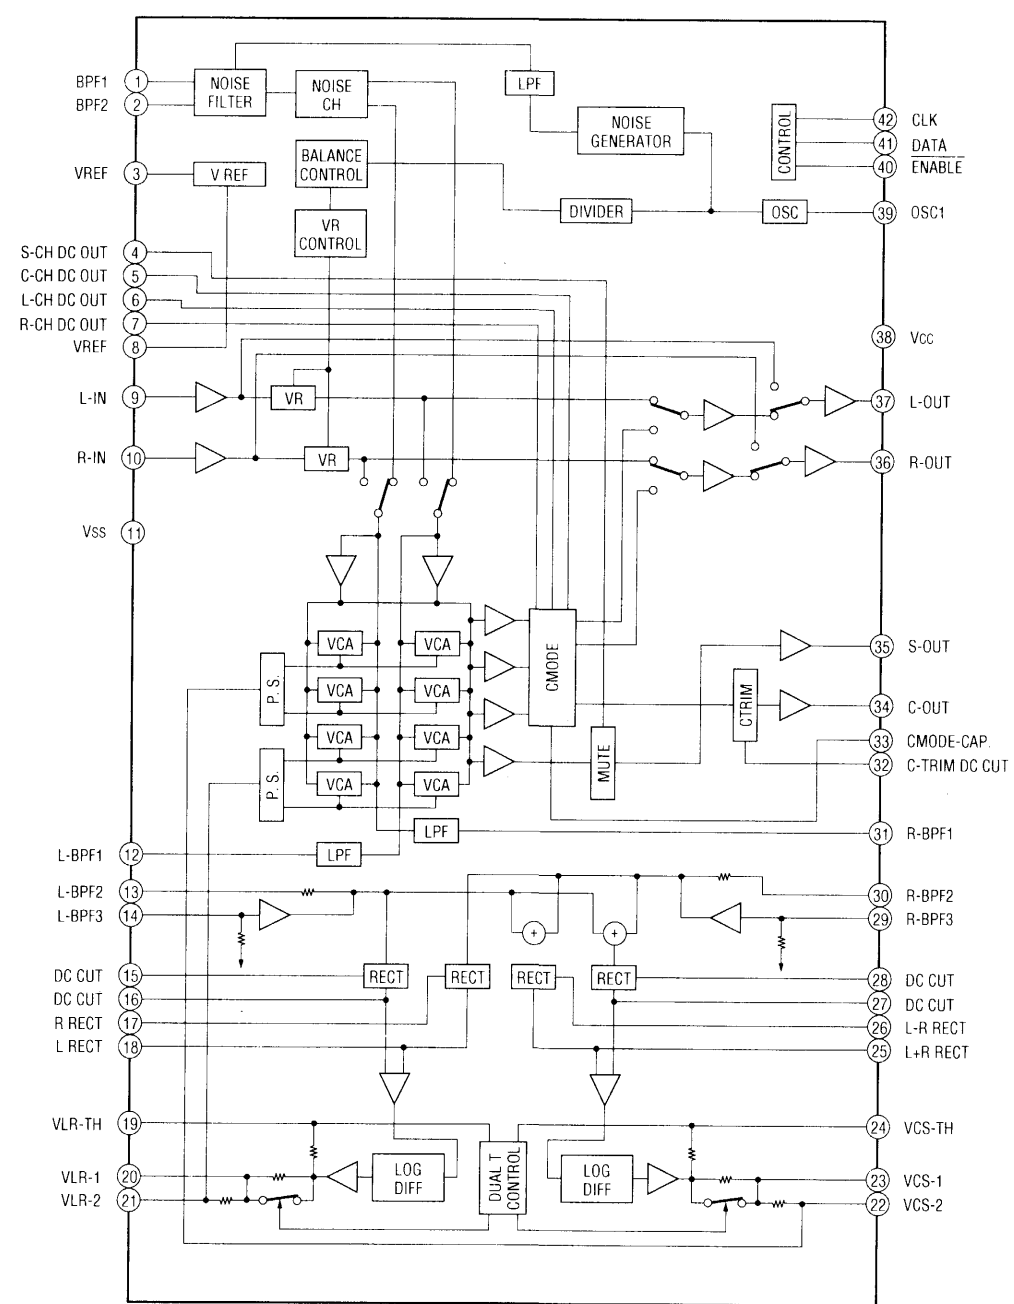 BPF1 1
BPF2 2
VREF 3
S-CH DC OUT 4
C-CH DC OUT 5
L-CH DC OUT 6
R-CH DC OUT 7
VREF 8
L-IN 9
R-IN 10
VSS 11
L-BPF1 12
L-BPF2 13
L-BPF3 14
DC CUT 15
DC CUT 16
R RECT 17
L RECT 18
VLR-TH 19
VLR-1 20
VLR-2 21
NOISE
FILTER
NOISE
CH
LPF
NOISE
GENERATOR
CONTROL
V REF
BALANCE
CONTROL
VR
CONTROL
DIVIDER
OSC
VR
VR
VCA
VCA
VCA
VCA
VCA
VCA
VCA
VCA
P.S.
P.S.
CMODE
MUTE
CTRIM
LPF
LPF
+
+
RECT
RECT
RECT
RECT
LOG
DIFF
DUAL T
CONTROL
LOG
DIFF
42 CLK
41 DATA
40 ENABLE
39 OSC1
38 VCC
37 L-OUT
36 R-OUT
35 S-OUT
34 C-OUT
33 CMODE-CAP.
32 C-TRIM DC CUT
31 R-BPF1
30 R-BPF2
29 R-BPF3
28 DC CUT
27 DC CUT
26 L-R RECT
25 L+R RECT
24 VCS-TH
23 VCS-1
22 VCS-2